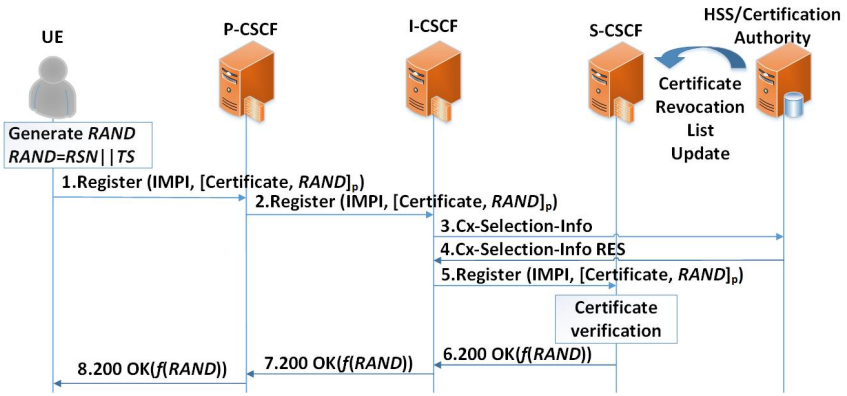 UE
P-CSCF
I-CSCF
S-CSCF
HSS/Certification
Authority
Certificate
Revocation
List
Update
Generate RAND
RAND=RSN||TS
1.Register (IMPI, [Certificate, RAND]p)
2.Register (IMPI, [Certificate, RAND]p)
3.Cx-Selection-Info
4.Cx-Selection-Info RES
5.Register (IMPI, [Certificate, RAND]p)
Certificate
verification
6.200 OK(f(RAND))
7.200 OK(f(RAND))
8.200 OK(f(RAND))